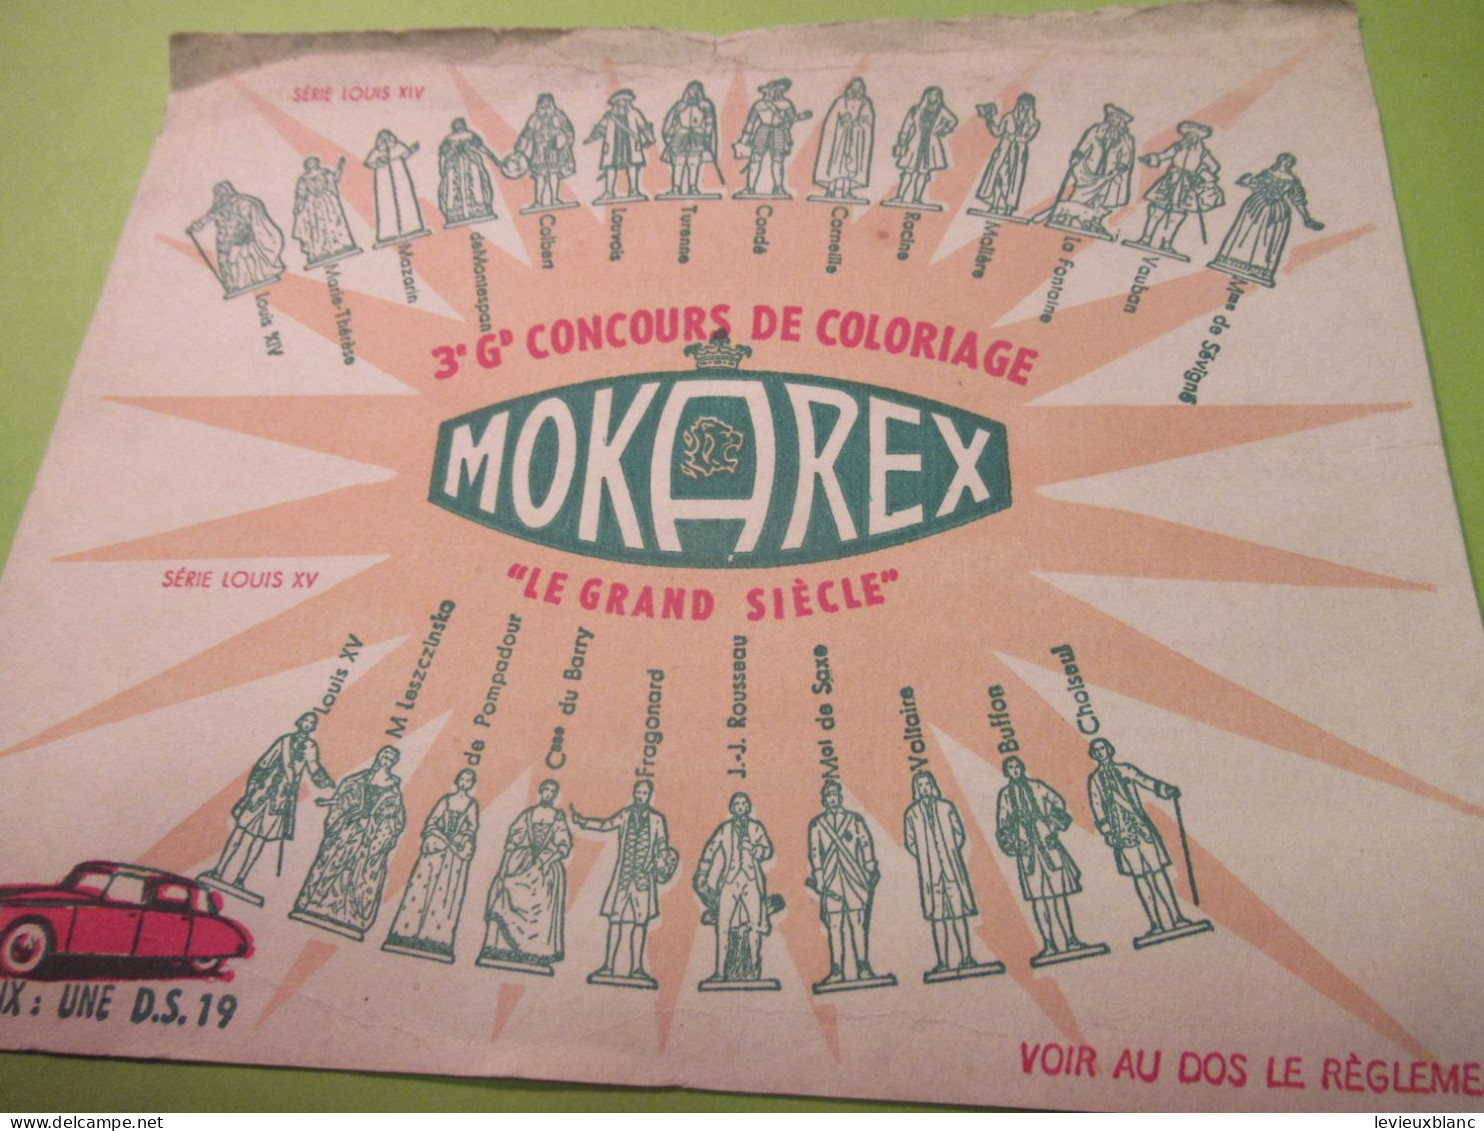 SÉRIE LOUIS XIV
Louis XIV
Marie-Thérèse
Mazarin
de Montespan
Colbert
Louvois
Turenne
Condé
Corneille
Racine
Molière
La Fontaine
Vauban
Mme de Sévigné
3e Gd CONCOURS DE COLORIAGE
MOKAREX
"LE GRAND SIÈCLE"
SÉRIE LOUIS XV
Louis XV
M Leszczinska
de Pompadour
Csse du Barry
Fragonard
J.-J. Rousseau
Mal de Saxe
Voltaire
Buffon
Choiseul
IX : UNE D.S. 19
VOIR AU DOS LE RÈGLEME
levieuxblanc